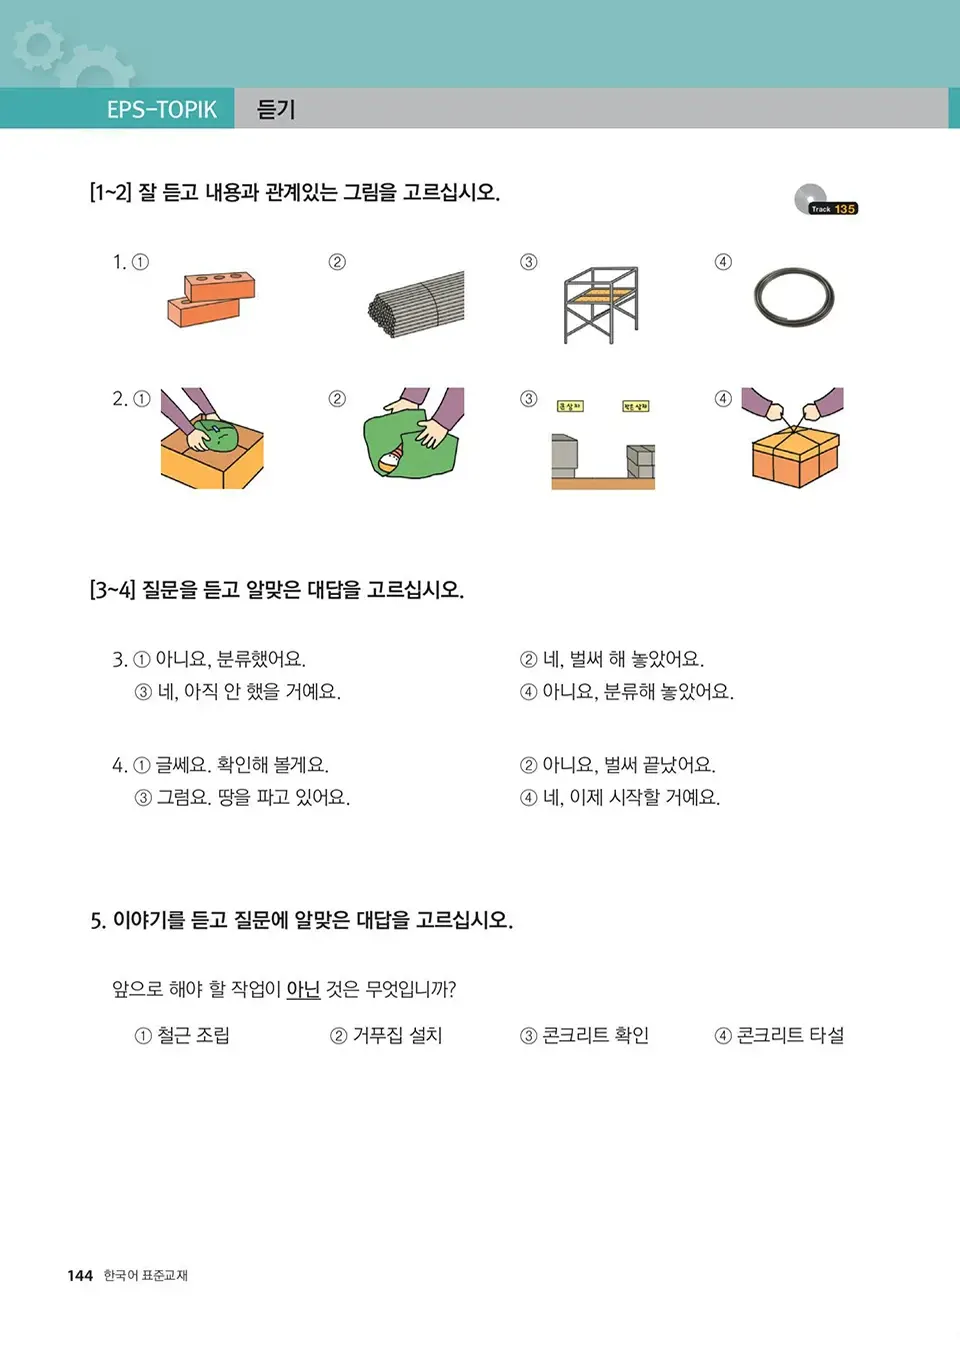 EPS-TOPIK 듣기
[1~2] 잘 듣고 내용과 관계있는 그림을 고르십시오.
Track 135
1. ① ② ③ ④
2. ① ② ③ ④
큰상자 작은상자
[3~4] 질문을 듣고 알맞은 대답을 고르십시오.
3. ① 아니요, 분류했어요. ② 네, 벌써 해 놓았어요.
③ 네, 아직 안 했을 거예요. ④ 아니요, 분류해 놓았어요.
4. ① 글쎄요. 확인해 볼게요. ② 아니요, 벌써 끝났어요.
③ 그럼요. 땅을 파고 있어요. ④ 네, 이제 시작할 거예요.
5. 이야기를 듣고 질문에 알맞은 대답을 고르십시오.
앞으로 해야 할 작업이 아닌 것은 무엇입니까?
① 철근 조립 ② 거푸집 설치 ③ 콘크리트 확인 ④ 콘크리트 타설
144 한국어 표준교재